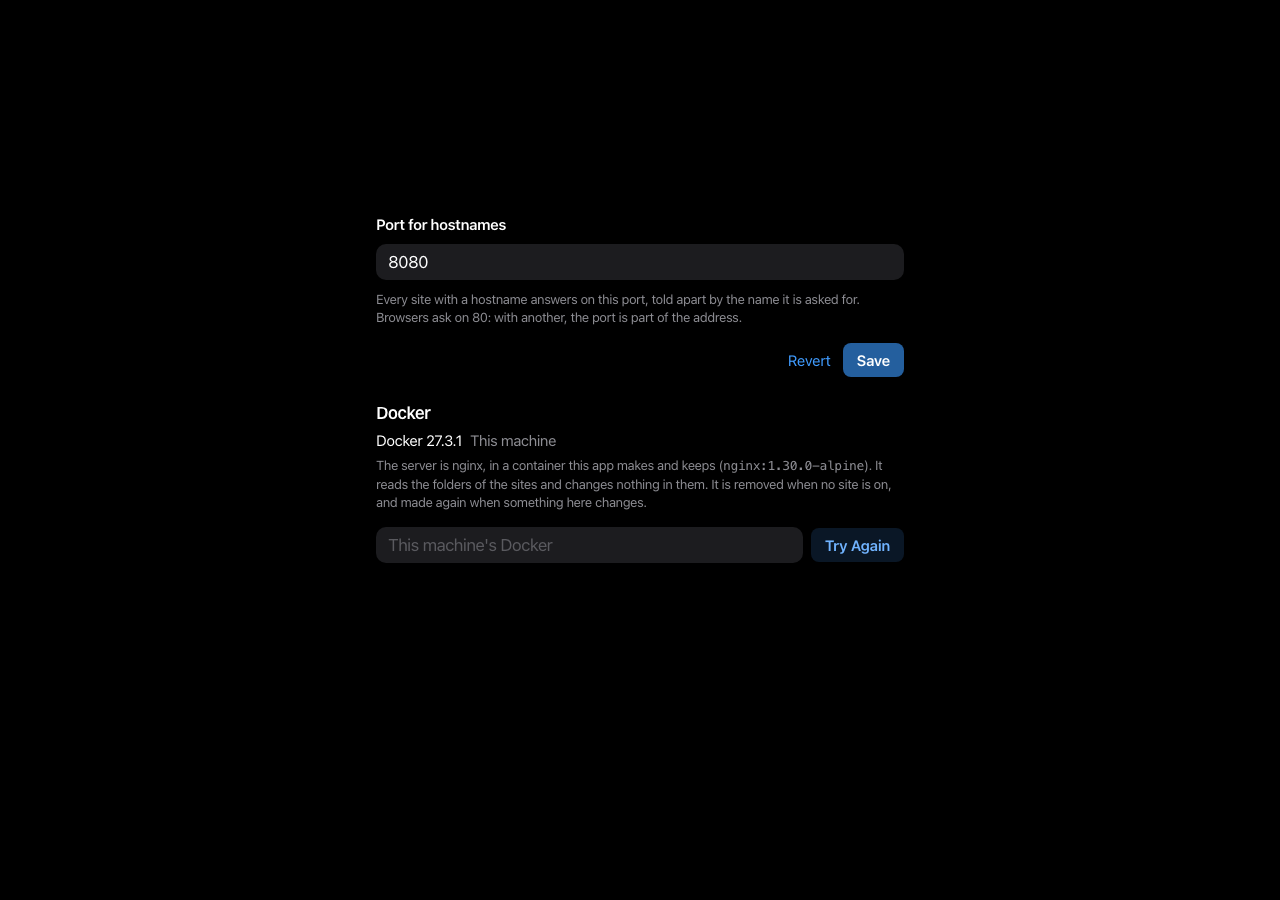 Port for hostnames
8080
Every site with a hostname answers on this port, told apart by the name it is asked for.
Browsers ask on 80: with another, the port is part of the address.
Revert Save
Docker
Docker 27.3.1 This machine
The server is nginx, in a container this app makes and keeps (nginx:1.30.0-alpine). It
reads the folders of the sites and changes nothing in them. It is removed when no site is on,
and made again when something here changes.
This machine's Docker Try Again